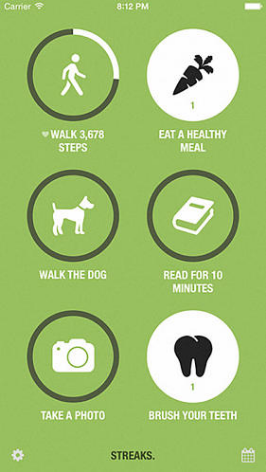 Carrier 8:12 PM
WALK 3,678
STEPS
1
EAT A HEALTHY
MEAL
WALK THE DOG
READ FOR 10
MINUTES
TAKE A PHOTO
1
BRUSH YOUR TEETH
STREAKS.